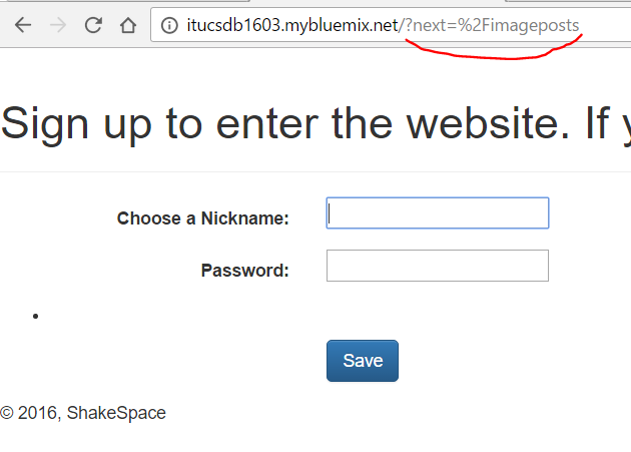 itucsdb1603.mybluemix.net/?next=%2Fimageposts
Sign up to enter the website. If
Choose a Nickname:
Password:
Save
© 2016, ShakeSpace